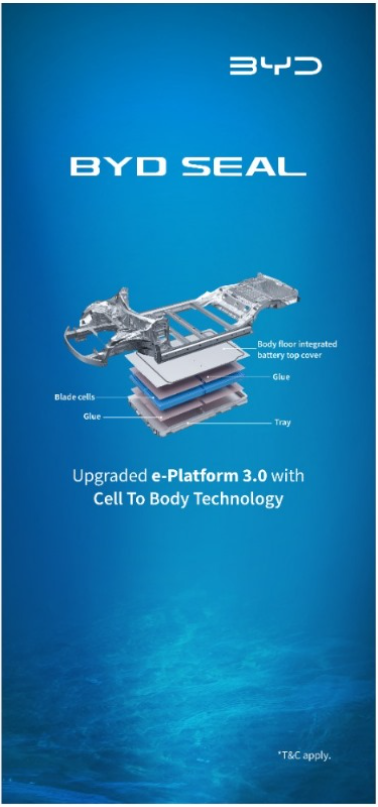 BYD
BYD SEAL
Body floor integrated
battery top cover
Glue
Blade cells
Glue
Tray
Upgraded e-Platform 3.0 with
Cell To Body Technology
*T&C apply.